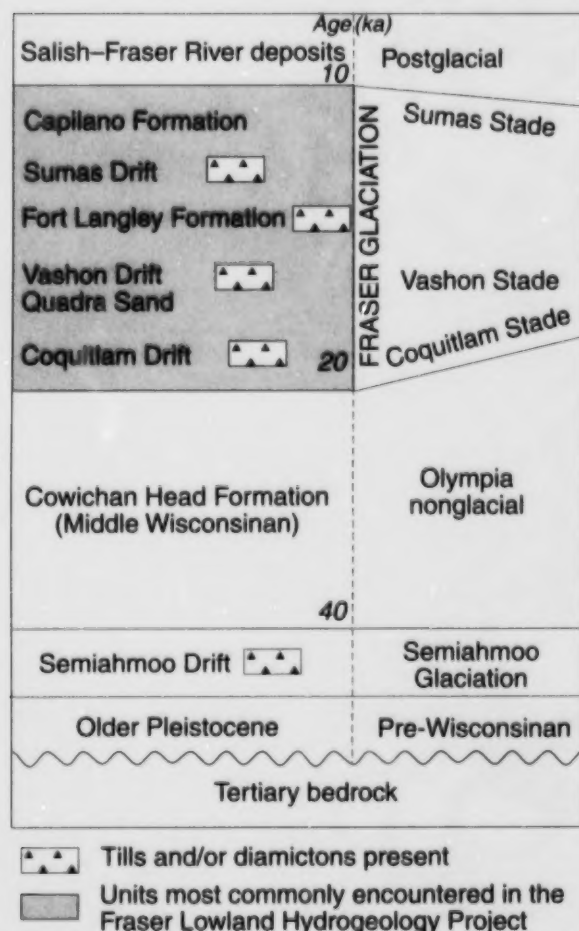 Age (ka)
Salish–Fraser River deposits
10
Postglacial
Capilano Formation
Sumas Drift
Fort Langley Formation
Vashon Drift
Quadra Sand
Coquitlam Drift
20
FRASER GLACIATION
Sumas Stade
Vashon Stade
Coquitlam Stade
Cowichan Head Formation
(Middle Wisconsinan)
Olympia
nonglacial
40
Semiahmoo Drift
Semiahmoo
Glaciation
Older Pleistocene
Pre-Wisconsinan
Tertiary bedrock
Tills and/or diamictons present
Units most commonly encountered in the
Fraser Lowland Hydrogeology Project